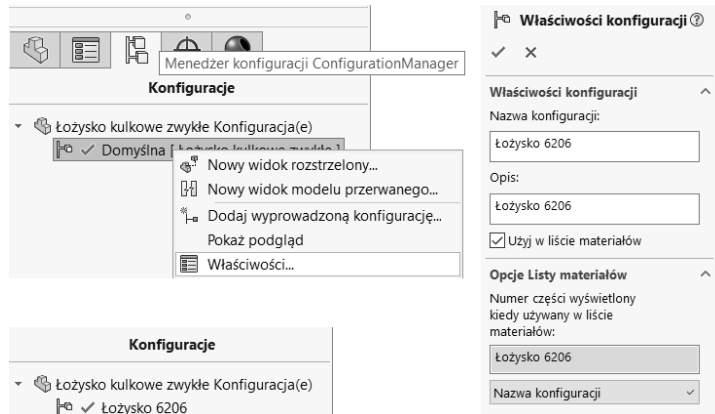 Menedżer konfiguracji ConfigurationManager
Konfiguracje
Łożysko kulkowe zwykłe Konfiguracja(e)
Domyślna [ Łożysko kulkowe zwykłe ]
Nowy widok rozstrzelony...
Nowy widok modelu przerwanego...
Dodaj wyprowadzoną konfigurację...
Pokaż podgląd
Właściwości...
Konfiguracje
Łożysko kulkowe zwykłe Konfiguracja(e)
Łożysko 6206
Właściwości konfiguracji
Właściwości konfiguracji
Nazwa konfiguracji:
Łożysko 6206
Opis:
Łożysko 6206
Użyj w liście materiałów
Opcje Listy materiałów
Numer części wyświetlony
kiedy używany w liście
materiałów:
Łożysko 6206
Nazwa konfiguracji